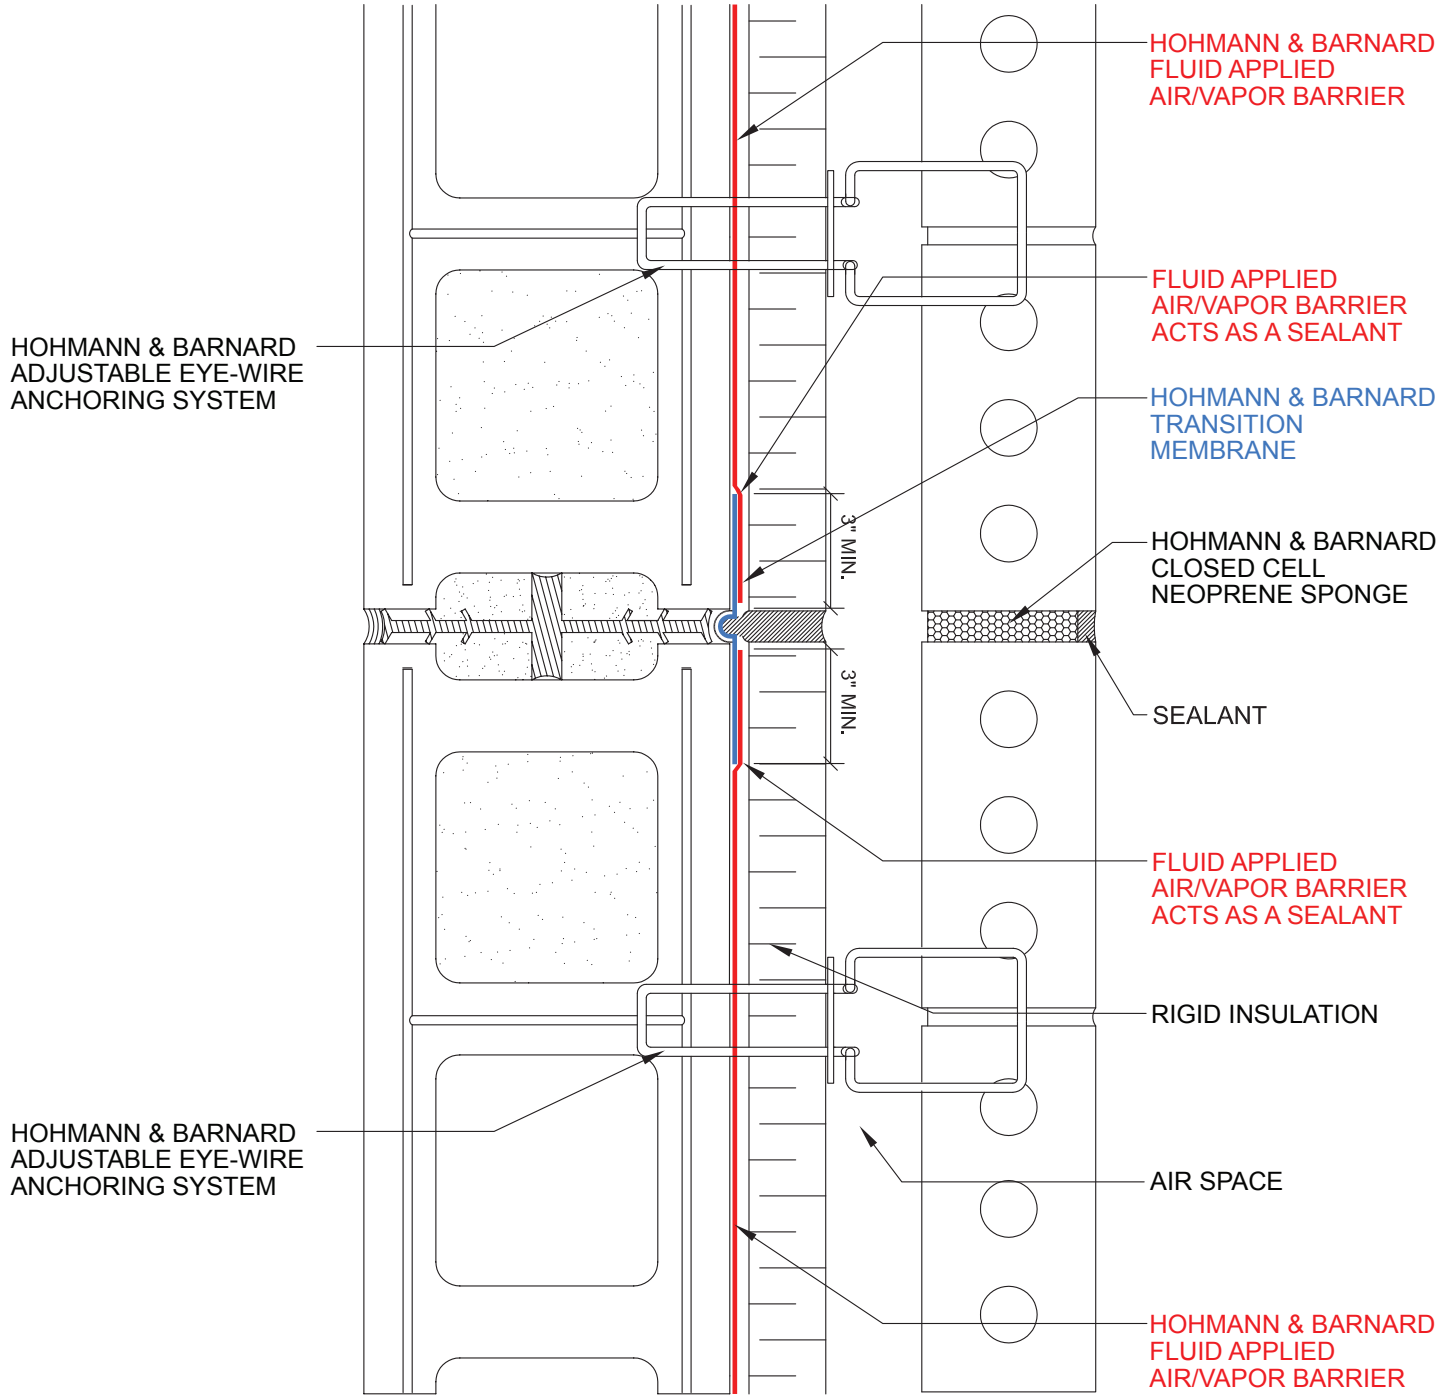 HOHMANN & BARNARD
FLUID APPLIED
AIR/VAPOR BARRIER
FLUID APPLIED
AIR/VAPOR BARRIER
ACTS AS A SEALANT
HOHMANN & BARNARD
ADJUSTABLE EYE-WIRE
ANCHORING SYSTEM
HOHMANN & BARNARD
TRANSITION
MEMBRANE
3" MIN.
HOHMANN & BARNARD
CLOSED CELL
NEOPRENE SPONGE
3" MIN.
SEALANT
FLUID APPLIED
AIR/VAPOR BARRIER
ACTS AS A SEALANT
RIGID INSULATION
HOHMANN & BARNARD
ADJUSTABLE EYE-WIRE
ANCHORING SYSTEM
AIR SPACE
HOHMANN & BARNARD
FLUID APPLIED
AIR/VAPOR BARRIER